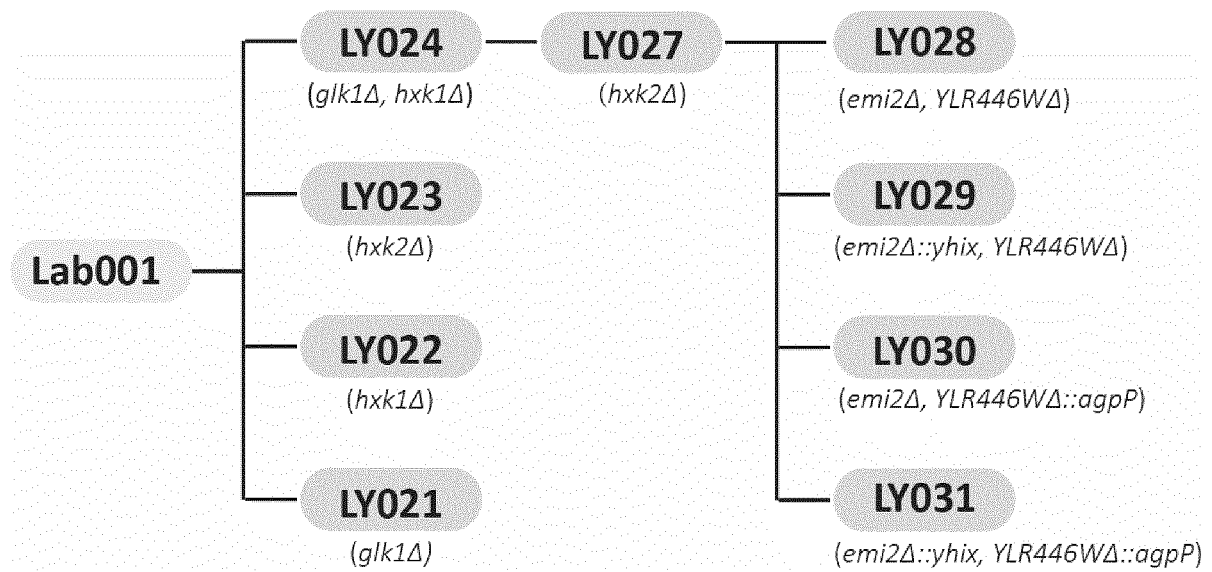 LY024
(glk1Δ, hxk1Δ)
LY027
(hxk2Δ)
LY028
(emi2Δ, YLR446WΔ)
LY023
(hxk2Δ)
LY029
(emi2Δ::yhix, YLR446WΔ)
Lab001
LY022
(hxk1Δ)
LY030
(emi2Δ, YLR446WΔ::agpP)
LY021
(glk1Δ)
LY031
(emi2Δ::yhix, YLR446WΔ::agpP)